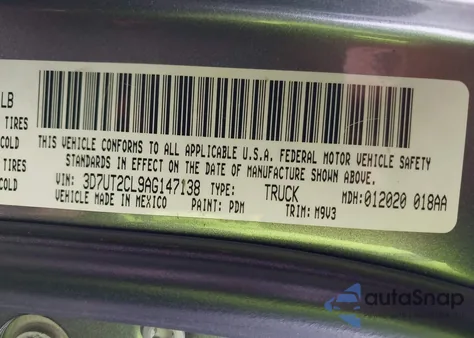 LB
TIRES
COLD
TIRES
COLD
THIS VEHICLE CONFORMS TO ALL APPLICABLE U.S.A. FEDERAL MOTOR VEHICLE SAFETY
STANDARDS IN EFFECT ON THE DATE OF MANUFACTURE SHOWN ABOVE.
VIN: 3D7UT2CL9AG147138 TYPE: TRUCK MDH:012020 018AA
VEHICLE MADE IN MEXICO PAINT: PDM TRIM: M9V3
autoSnap